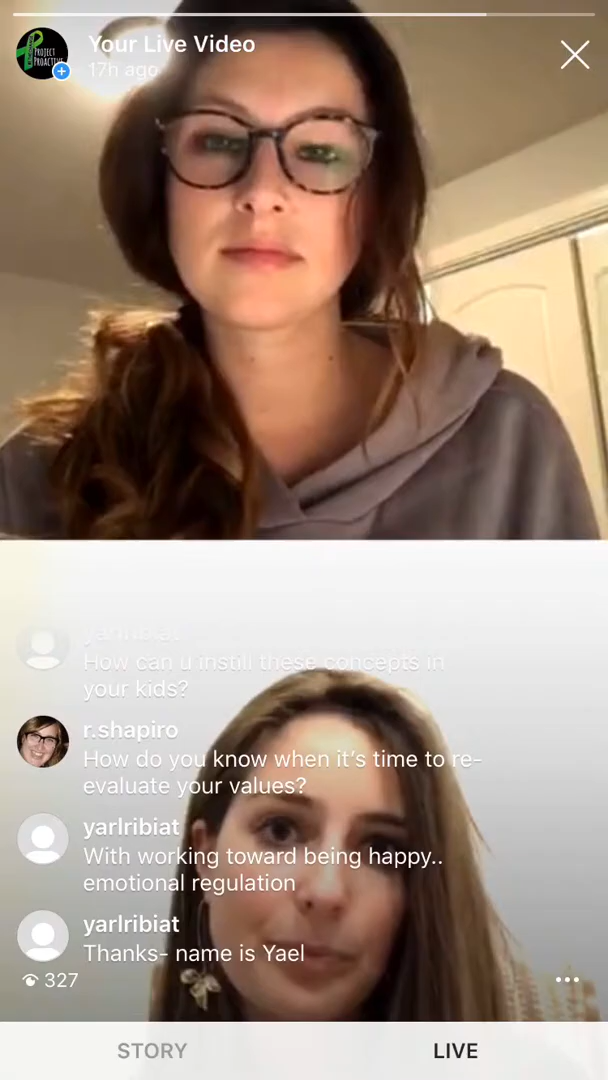 Your Live Video
17h ago
PROJECT
PROACTIVE
How can u instill these concepts in
your kids?
r.shapiro
How do you know when it's time to re-
evaluate your values?
yarlribiat
With working toward being happy..
emotional regulation
yarlribiat
Thanks- name is Yael
327
STORY
LIVE